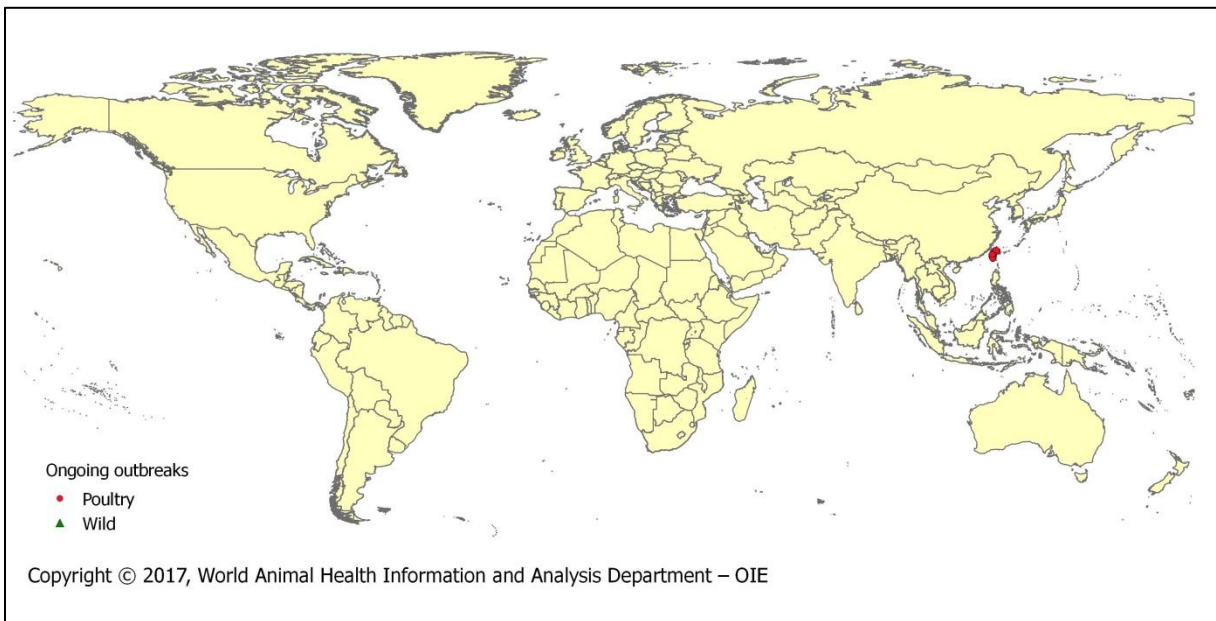 Ongoing outbreaks
Poultry
Wild
Copyright © 2017, World Animal Health Information and Analysis Department – OIE